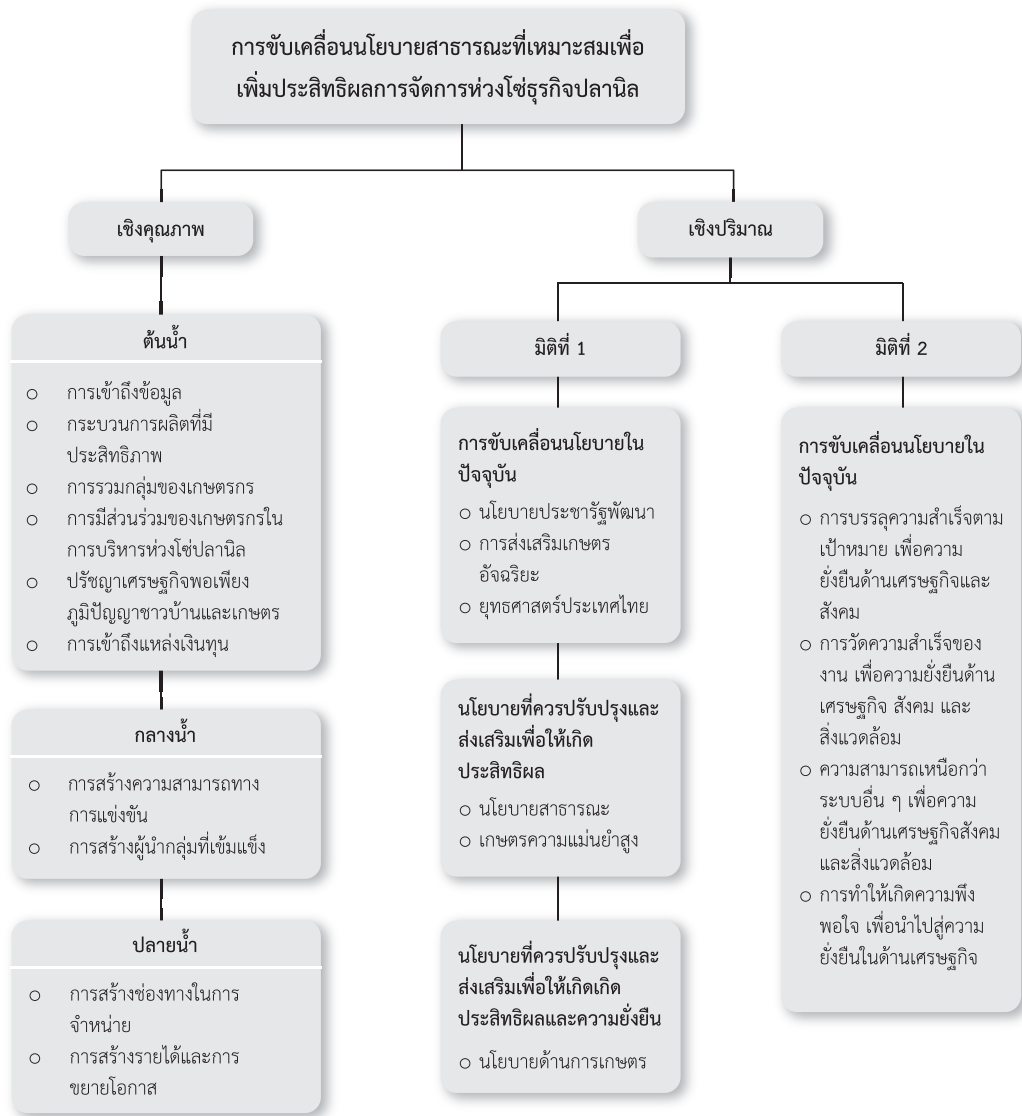 การขับเคลื่อนนโยบายสาธารณะที่เหมาะสมเพื่อ
เพิ่มประสิทธิผลการจัดการห่วงโซ่ธุรกิจปลานิล
เชิงคุณภาพ
ต้นน้ำ
○ การเข้าถึงข้อมูล
○ กระบวนการผลิตที่มี
ประสิทธิภาพ
○ การรวมกลุ่มของเกษตรกร
○ การมีส่วนร่วมของเกษตรกรใน
การบริหารห่วงโซ่ปลานิล
○ ปรัชญาเศรษฐกิจพอเพียง
ภูมิปัญญาชาวบ้านและเกษตร
○ การเข้าถึงแหล่งเงินทุน
กลางน้ำ
○ การสร้างความสามารถทาง
การแข่งขัน
○ การสร้างผู้นำกลุ่มที่เข้มแข็ง
ปลายน้ำ
○ การสร้างช่องทางในการ
จำหน่าย
○ การสร้างรายได้และการ
ขยายโอกาส
เชิงปริมาณ
มิติที่ 1
การขับเคลื่อนนโยบายใน
ปัจจุบัน
○ นโยบายประชารัฐพัฒนา
○ การส่งเสริมเกษตร
อัจฉริยะ
○ ยุทธศาสตร์ประเทศไทย
นโยบายที่ควรปรับปรุงและ
ส่งเสริมเพื่อให้เกิด
ประสิทธิผล
○ นโยบายสาธารณะ
○ เกษตรความแม่นยำสูง
นโยบายที่ควรปรับปรุงและ
ส่งเสริมเพื่อให้เกิดเกิด
ประสิทธิผลและความยั่งยืน
○ นโยบายด้านการเกษตร
มิติที่ 2
การขับเคลื่อนนโยบายใน
ปัจจุบัน
○ การบรรลุความสำเร็จตาม
เป้าหมาย เพื่อความ
ยั่งยืนด้านเศรษฐกิจและ
สังคม
○ การวัดความสำเร็จของ
งาน เพื่อความยั่งยืนด้าน
เศรษฐกิจ สังคม และ
สิ่งแวดล้อม
○ ความสามารถเหนือกว่า
ระบบอื่น ๆ เพื่อความ
ยั่งยืนด้านเศรษฐกิจสังคม
และสิ่งแวดล้อม
○ การทำให้เกิดความพึง
พอใจ เพื่อนำไปสู่ความ
ยั่งยืนในด้านเศรษฐกิจ